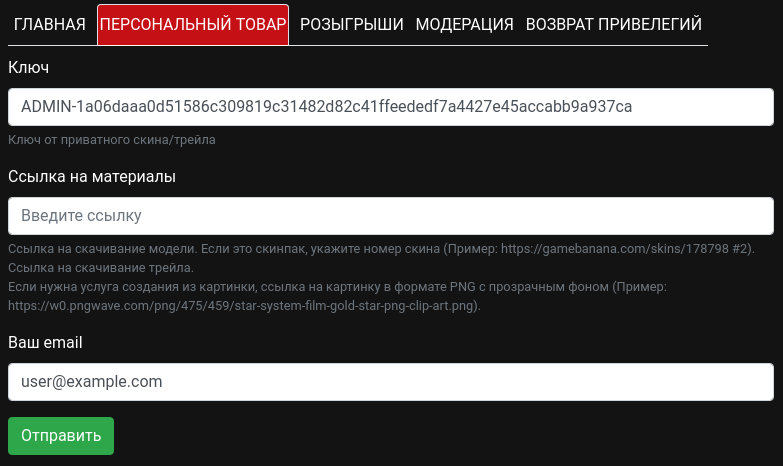 ГЛАВНАЯ ПЕРСОНАЛЬНЫЙ ТОВАР РОЗЫГРЫШИ МОДЕРАЦИЯ ВОЗВРАТ ПРИВЕЛЕГИЙ
Ключ
ADMIN-1a06daaa0d51586c309819c31482d82c41ffeededf7a4427e45accabb9a937ca
Ключ от приватного скина/трейла
Ссылка на материалы
Введите ссылку
Ссылка на скачивание модели. Если это скинпак, укажите номер скина (Пример: https://gamebanana.com/skins/178798 #2).
Ссылка на скачивание трейла.
Если нужна услуга создания из картинки, ссылка на картинку в формате PNG с прозрачным фоном (Пример:
https://w0.pngwave.com/png/475/459/star-system-film-gold-star-png-clip-art.png).
Ваш email
user@example.com
Отправить